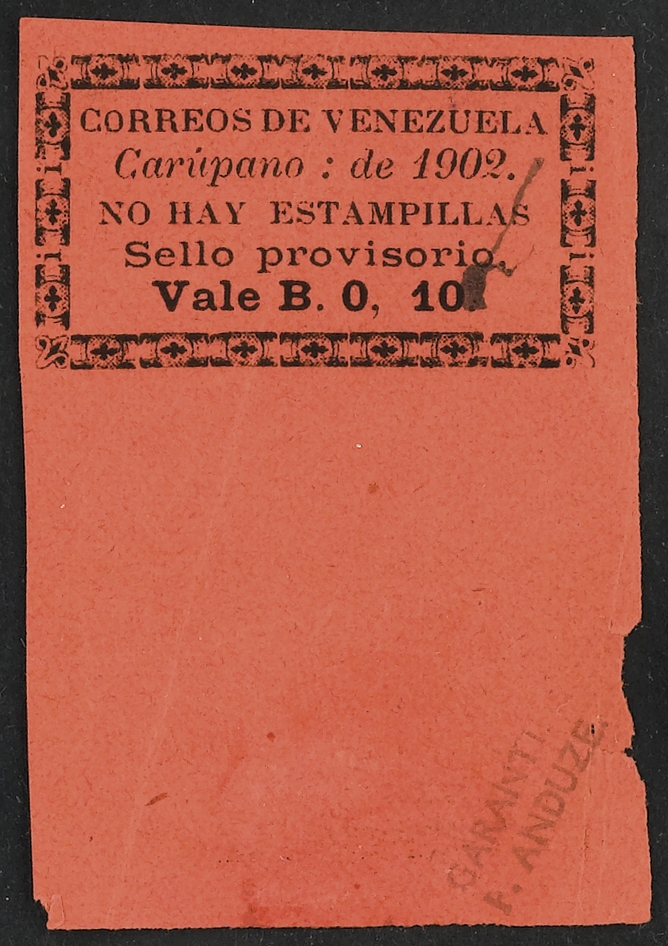 CORREOS DE VENEZUELA
Carúpano : de 1902.
NO HAY ESTAMPILLAS
Sello provisorio.
Vale B. 0, 10.
GARANTI
F. ANDUZE.